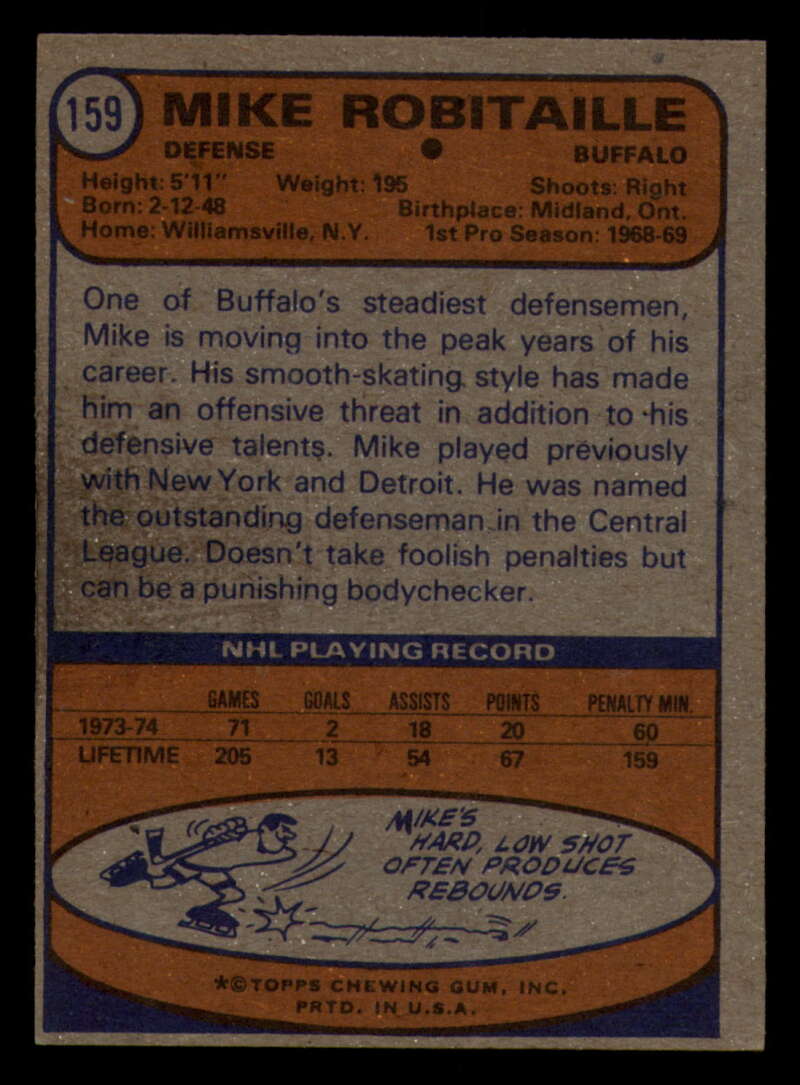 159 MIKE ROBITAILLE
DEFENSE BUFFALO
Height: 5'11" Weight: 195 Shoots: Right
Born: 2-12-48 Birthplace: Midland, Ont.
Home: Williamsville, N.Y. 1st Pro Season: 1968-69
One of Buffalo's steadiest defensemen,
Mike is moving into the peak years of his
career. His smooth-skating style has made
him an offensive threat in addition to his
defensive talents. Mike played previously
with New York and Detroit. He was named
the outstanding defenseman in the Central
League. Doesn't take foolish penalties but
can be a punishing bodychecker.
NHL PLAYING RECORD
GAMES GOALS ASSISTS POINTS PENALTY MIN.
1973-74 71 2 18 20 60
LIFETIME 205 13 54 67 159
MIKE'S
HARD, LOW SHOT
OFTEN PRODUCES
REBOUNDS.
*©TOPPS CHEWING GUM, INC.
PRTD. IN U.S.A.